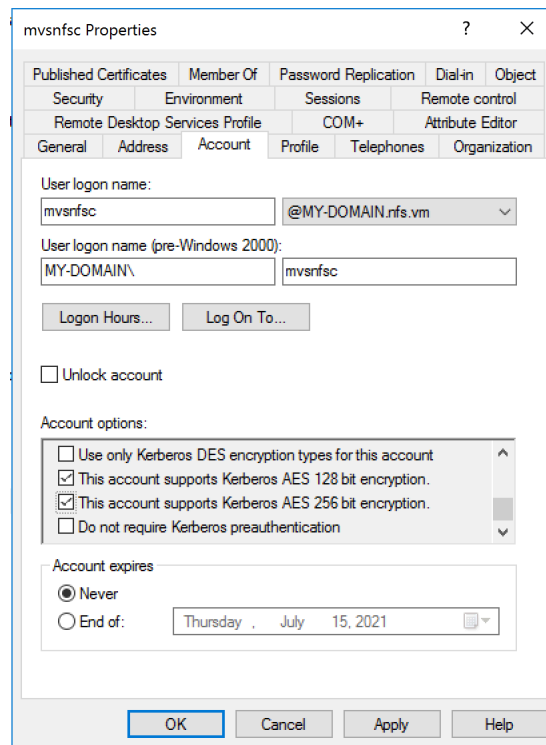 mvsnfsc Properties
Published Certificates Member Of Password Replication Dial-in Object
Security Environment Sessions Remote control
Remote Desktop Services Profile COM+ Attribute Editor
General Address Account Profile Telephones Organization
User logon name:
mvsnfsc @MY-DOMAIN.nfs.vm
User logon name (pre-Windows 2000):
MY-DOMAIN\ mvsnfsc
Logon Hours... Log On To...
Unlock account
Account options:
Use only Kerberos DES encryption types for this account
This account supports Kerberos AES 128 bit encryption.
This account supports Kerberos AES 256 bit encryption.
Do not require Kerberos preauthentication
Account expires
Never
End of: Thursday , July 15, 2021
OK Cancel Apply Help